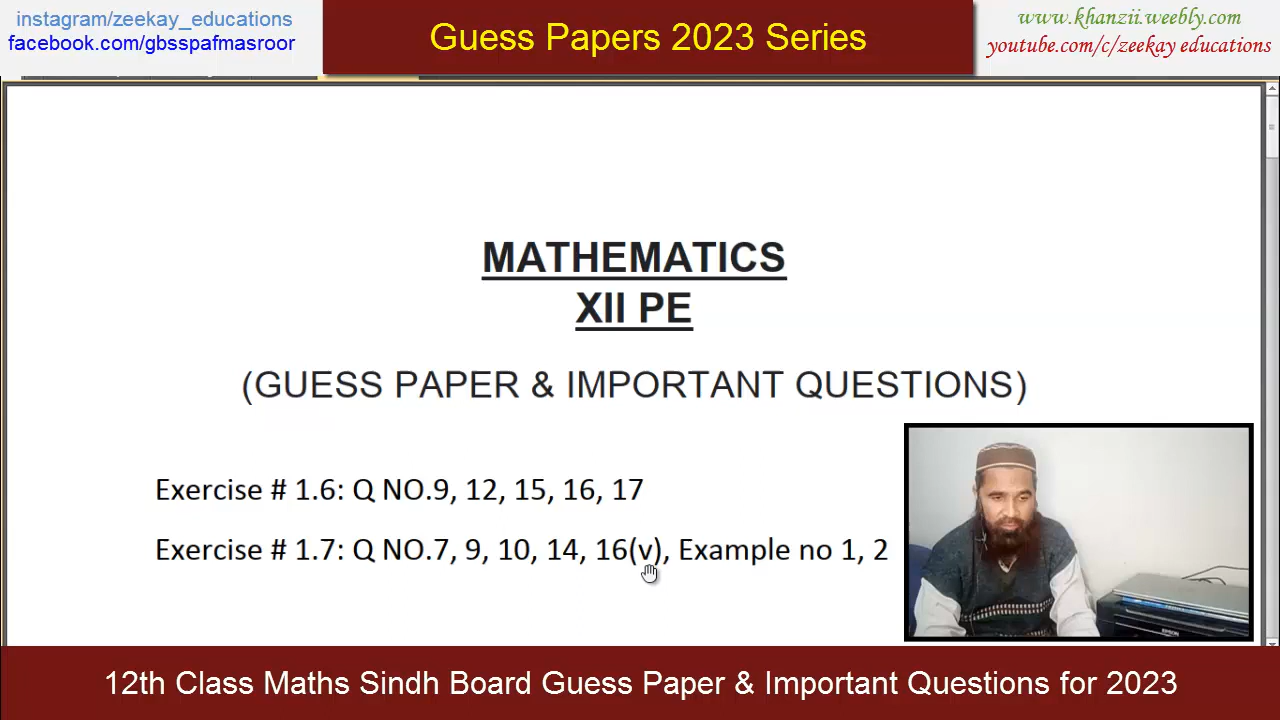 instagram/zeekay_educations
facebook.com/gbsspafmasroor
Guess Papers 2023 Series
www.khanzii.weebly.com
youtube.com/c/zeekay educations
MATHEMATICS
XII PE
(GUESS PAPER & IMPORTANT QUESTIONS)
Exercise # 1.6: Q NO.9, 12, 15, 16, 17
Exercise # 1.7: Q NO.7, 9, 10, 14, 16(v), Example no 1, 2
EPSON
12th Class Maths Sindh Board Guess Paper & Important Questions for 2023